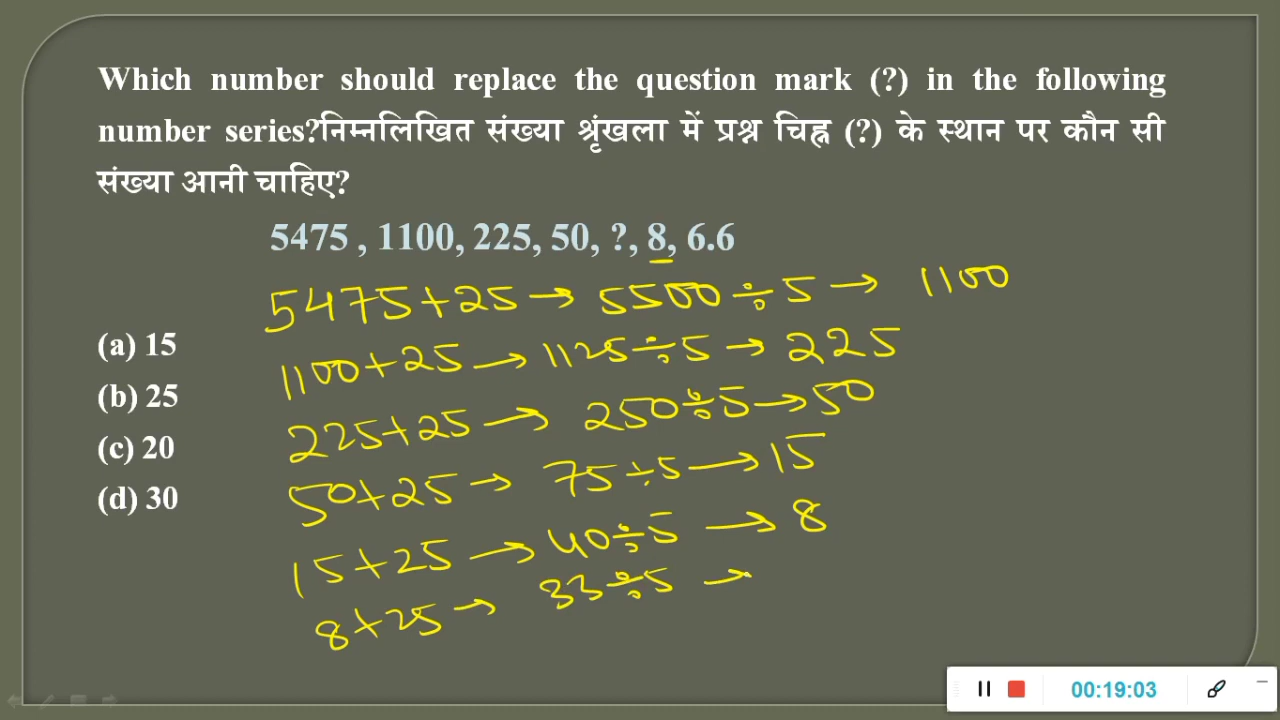 Which number should replace the question mark (?) in the following
number series?निम्नलिखित संख्या श्रृंखला में प्रश्न चिह्न (?) के स्थान पर कौन सी
संख्या आनी चाहिए?
5475 , 1100, 225, 50, ?, 8, 6.6
5475+25 → 5500÷5 → 1100
(a) 15
1100+25 → 1125÷5 → 225
(b) 25
225+25 → 250÷5 → 50
(c) 20
50+25 → 75÷5 → 15
(d) 30
15+25 → 40÷5 → 8
8+25 → 33÷5 →
00:19:03